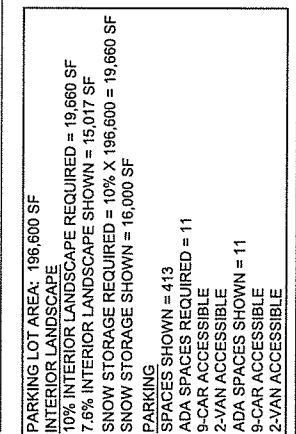 PARKING LOT AREA: 196,600 SF
INTERIOR LANDSCAPE
10% INTERIOR LANDSCAPE REQUIRED = 19,660 SF
7.6% INTERIOR LANDSCAPE SHOWN = 15,017 SF
SNOW STORAGE REQUIRED = 10% X 196,600 = 19,660 SF
SNOW STORAGE SHOWN = 16,000 SF
PARKING
SPACES SHOWN = 413
ADA SPACES REQUIRED = 11
9-CAR ACCESSIBLE
2-VAN ACCESSIBLE
ADA SPACES SHOWN = 11
9-CAR ACCESSIBLE
2-VAN ACCESSIBLE